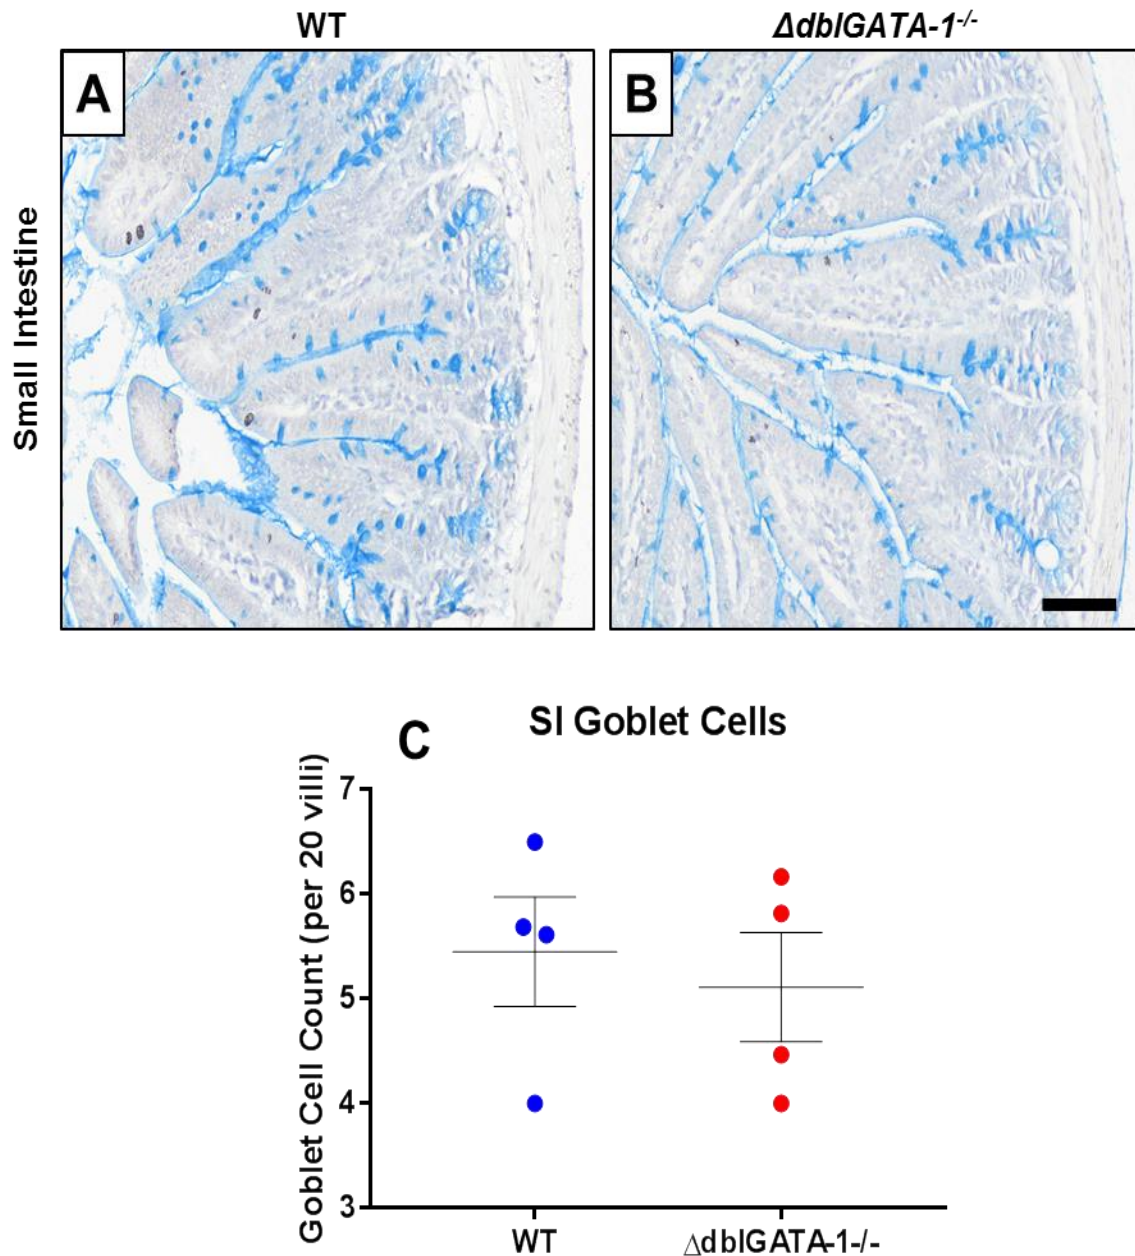 WT
ΔdblGATA-1-/-
A
B
Small Intestine
C
SI Goblet Cells
Goblet Cell Count (per 20 villi)
7
6
5
4
3
WT
△dblGATA-1-/-